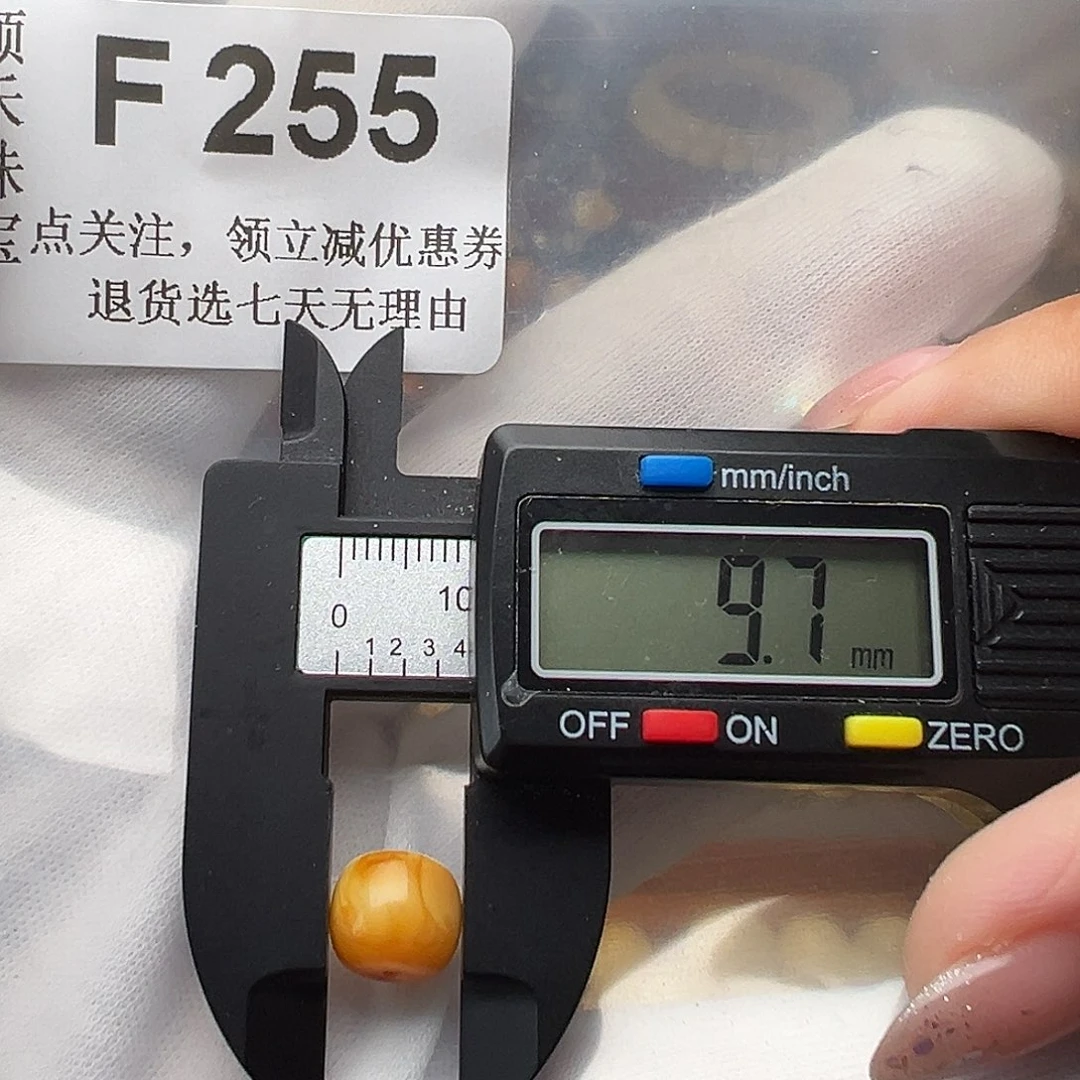 F 255
点关注，领立减优惠券
退货选七天无理由
mm/inch
9.7 mm
0
10
1 2 3 4
OFF ON ZERO